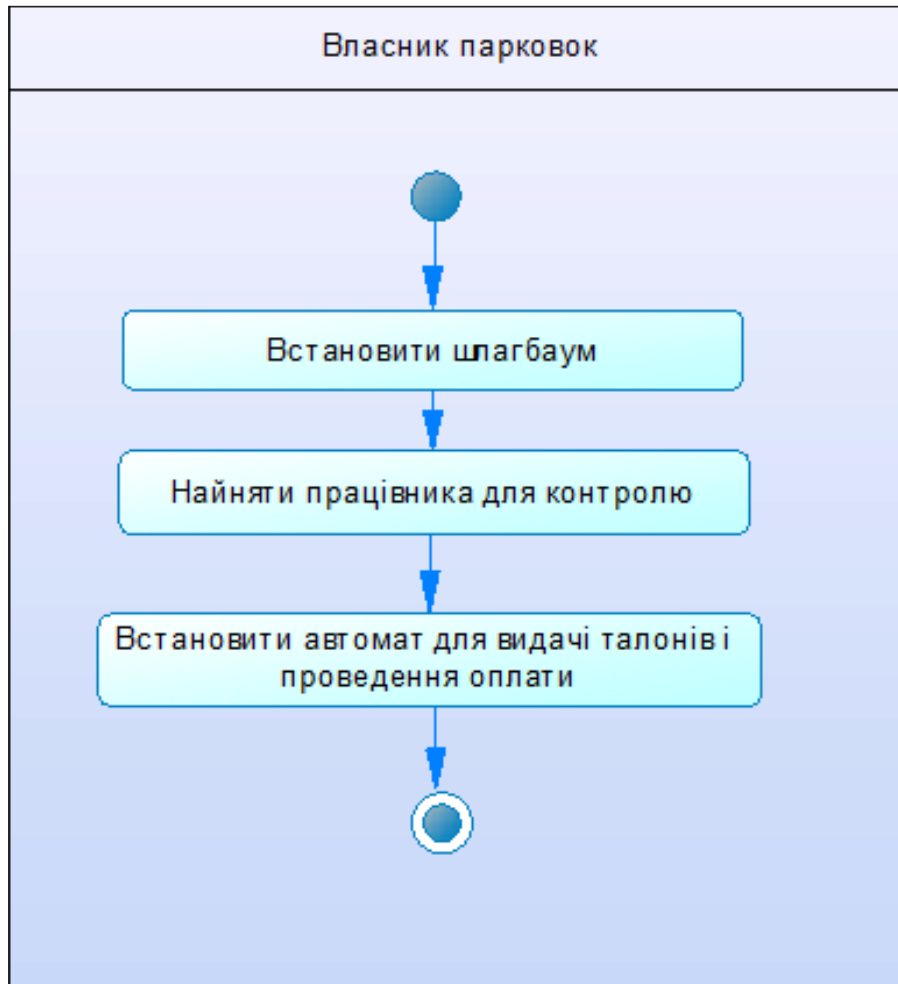 Власник парковок
Встановити шлагбаум
Найняти працівника для контролю
Встановити автомат для видачі талонів і
проведення оплати